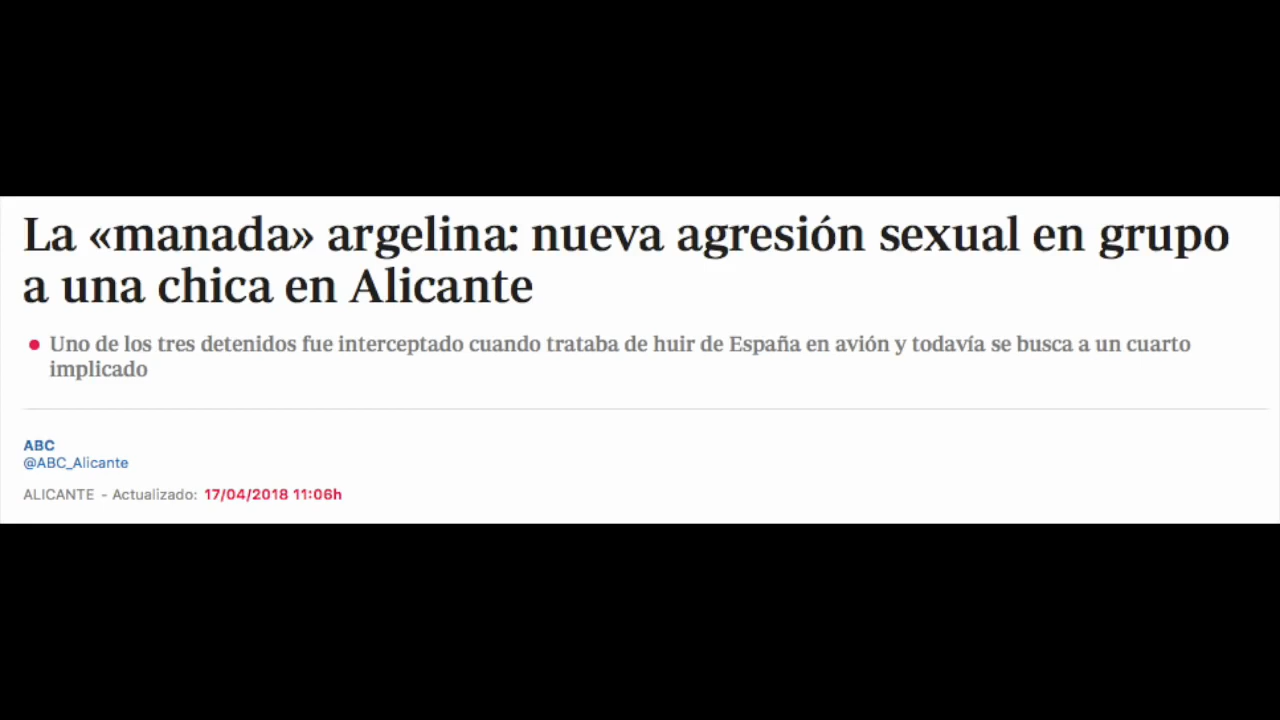 La «manada» argelina: nueva agresión sexual en grupo
a una chica en Alicante
Uno de los tres detenidos fue interceptado cuando trataba de huir de España en avión y todavía se busca a un cuarto
implicado
ABC
@ABC_Alicante
ALICANTE - Actualizado: 17/04/2018 11:06h